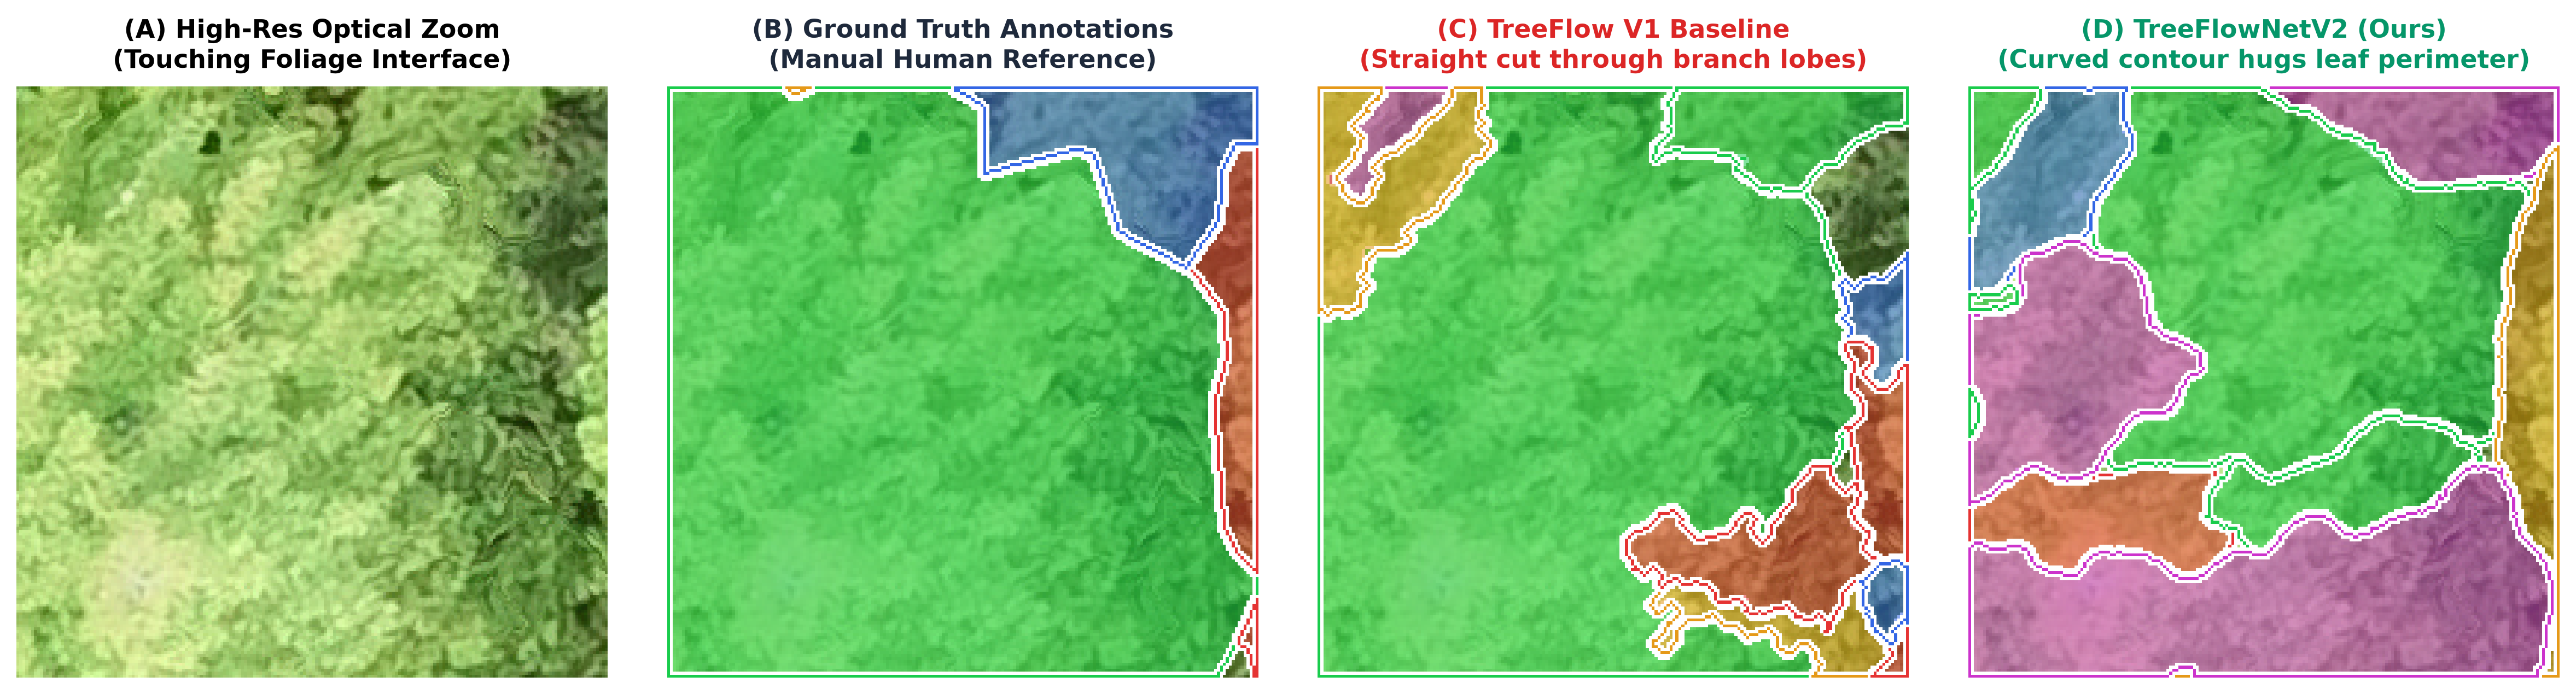 (A) High-Res Optical Zoom
(Touching Foliage Interface)
(B) Ground Truth Annotations
(Manual Human Reference)
(C) TreeFlow V1 Baseline
(Straight cut through branch lobes)
(D) TreeFlowNetV2 (Ours)
(Curved contour hugs leaf perimeter)